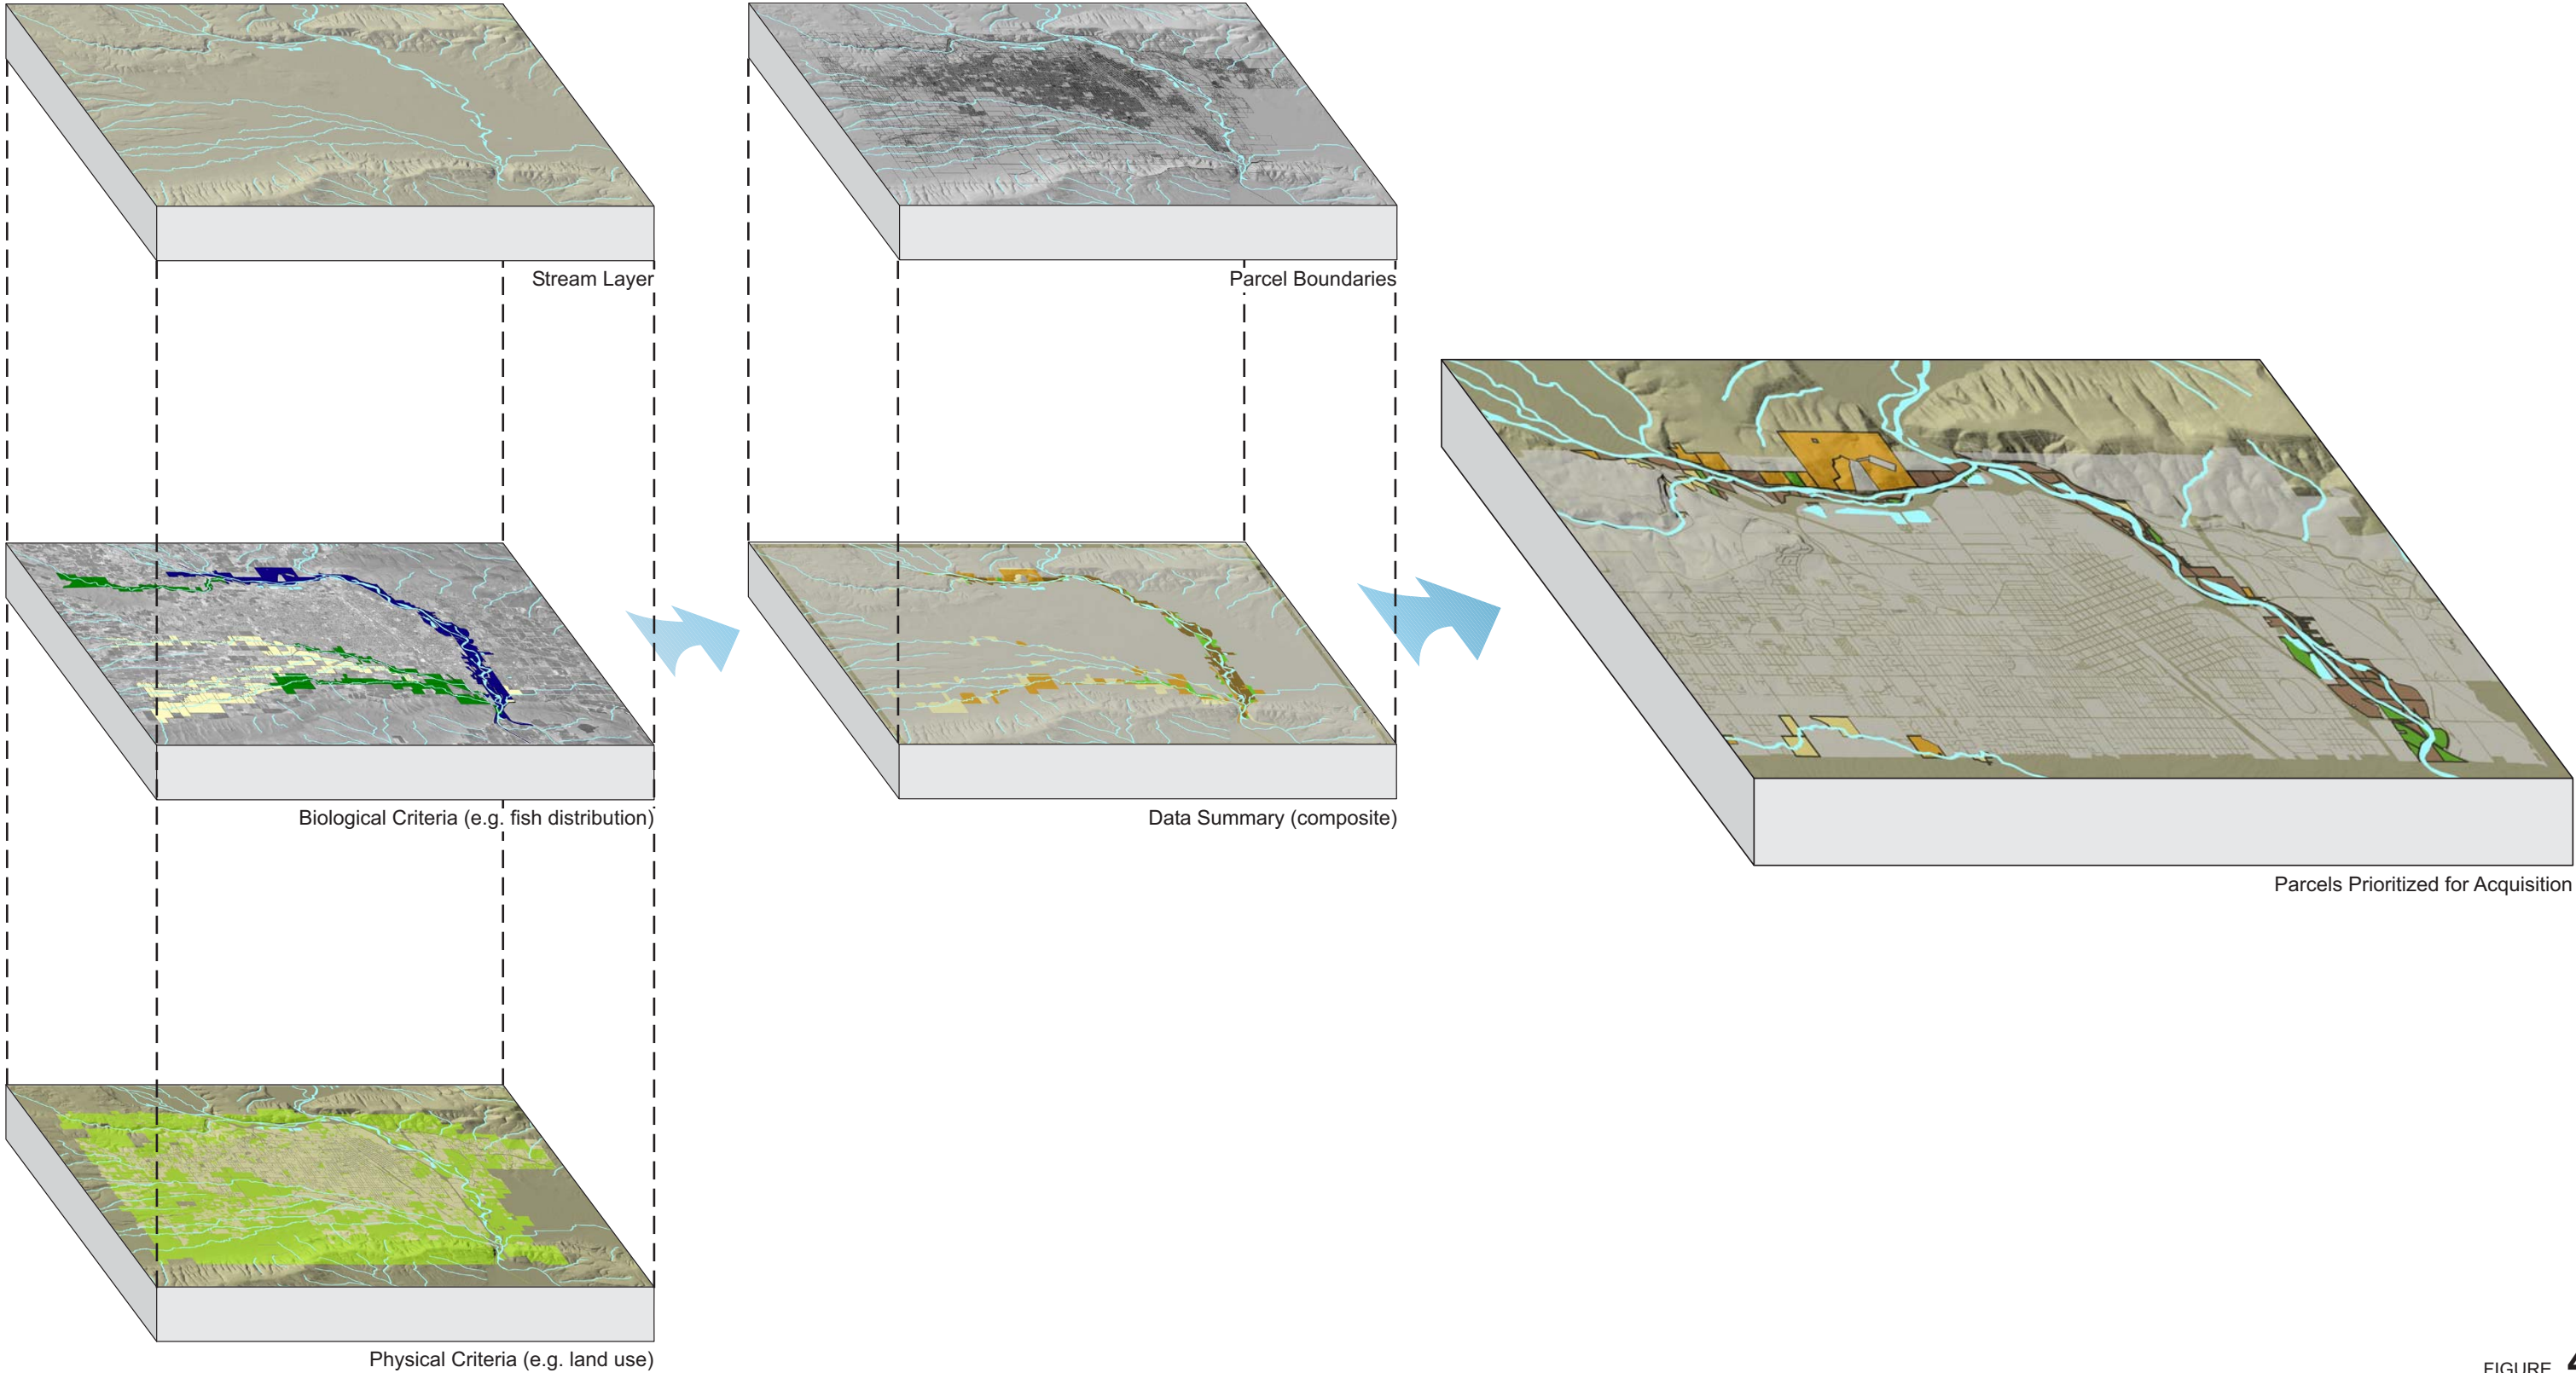 Stream Layer
Parcel Boundaries
Biological Criteria (e.g. fish distribution)
Data Summary (composite)
Parcels Prioritized for Acquisition
Physical Criteria (e.g. land use)
FIGURE 4